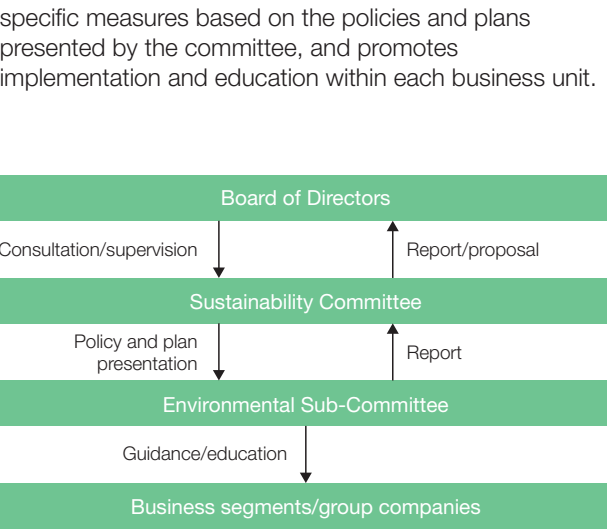 specific measures based on the policies and plans
presented by the committee, and promotes
implementation and education within each business unit.
Board of Directors
Consultation/supervision
Report/proposal
Sustainability Committee
Policy and plan
presentation
Report
Environmental Sub-Committee
Guidance/education
Business segments/group companies